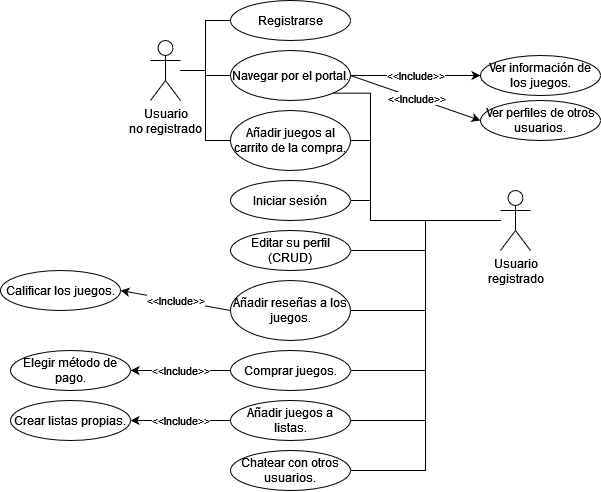 Registrarse
Usuario
no registrado
Navegar por el portal.
<<Include>>
Ver información de
los juegos.
<<Include>>
Ver perfiles de otros
usuarios.
Añadir juegos al
carrito de la compra.
Iniciar sesión
Usuario
registrado
Editar su perfil
(CRUD)
Calificar los juegos.
<<Include>>
Añadir reseñas a los
juegos.
Elegir método de
pago.
<<Include>>
Comprar juegos.
Crear listas propias.
<<Include>>
Añadir juegos a
listas.
Chatear con otros
usuarios.